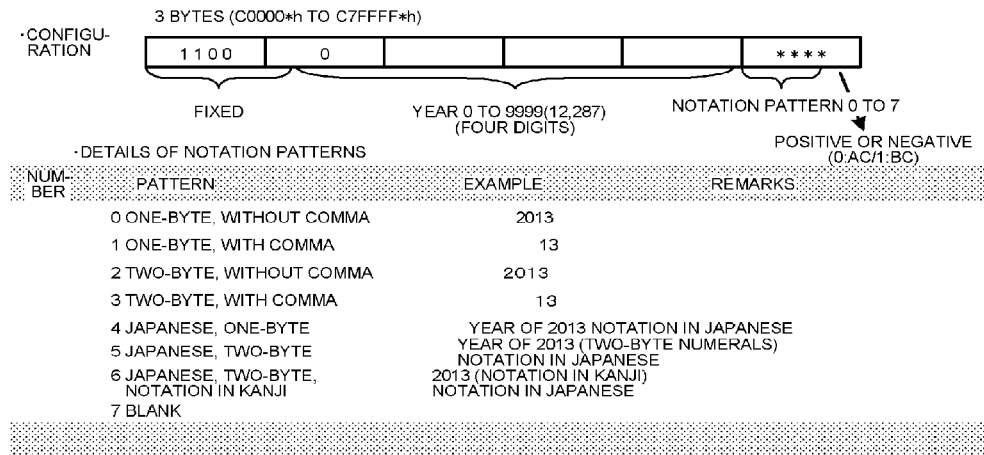 3 BYTES (C0000*h TO C7FFFF*h)
·CONFIGU-
RATION
1100 0 ****
FIXED
YEAR 0 TO 9999(12,287)
(FOUR DIGITS)
NOTATION PATTERN 0 TO 7
POSITIVE OR NEGATIVE
(0:AC/1:BC)
·DETAILS OF NOTATION PATTERNS
NUM-
BER PATTERN EXAMPLE REMARKS
0 ONE-BYTE, WITHOUT COMMA 2013
1 ONE-BYTE, WITH COMMA 13
2 TWO-BYTE, WITHOUT COMMA 2013
3 TWO-BYTE, WITH COMMA 13
4 JAPANESE, ONE-BYTE YEAR OF 2013 NOTATION IN JAPANESE
5 JAPANESE, TWO-BYTE YEAR OF 2013 (TWO-BYTE NUMERALS)
NOTATION IN JAPANESE
6 JAPANESE, TWO-BYTE, 2013 (NOTATION IN KANJI)
NOTATION IN KANJI NOTATION IN JAPANESE
7 BLANK